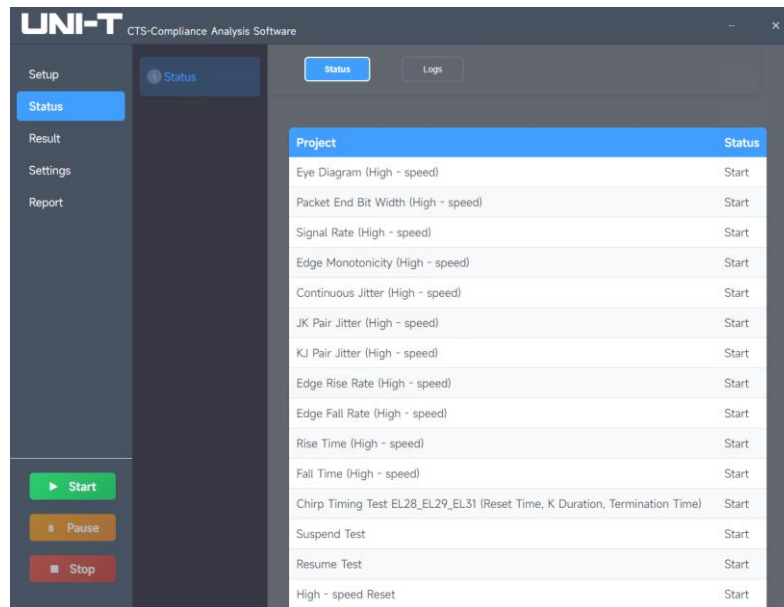 UNI-T CTS-Compliance Analysis Software
Setup
Status
Result
Settings
Report
Start
Pause
Stop
1 Status
Status Logs
Project Status
Eye Diagram (High - speed) Start
Packet End Bit Width (High - speed) Start
Signal Rate (High - speed) Start
Edge Monotonicity (High - speed) Start
Continuous Jitter (High - speed) Start
JK Pair Jitter (High - speed) Start
KJ Pair Jitter (High - speed) Start
Edge Rise Rate (High - speed) Start
Edge Fall Rate (High - speed) Start
Rise Time (High - speed) Start
Fall Time (High - speed) Start
Chirp Timing Test EL28_EL29_EL31 (Reset Time, K Duration, Termination Time) Start
Suspend Test Start
Resume Test Start
High - speed Reset Start